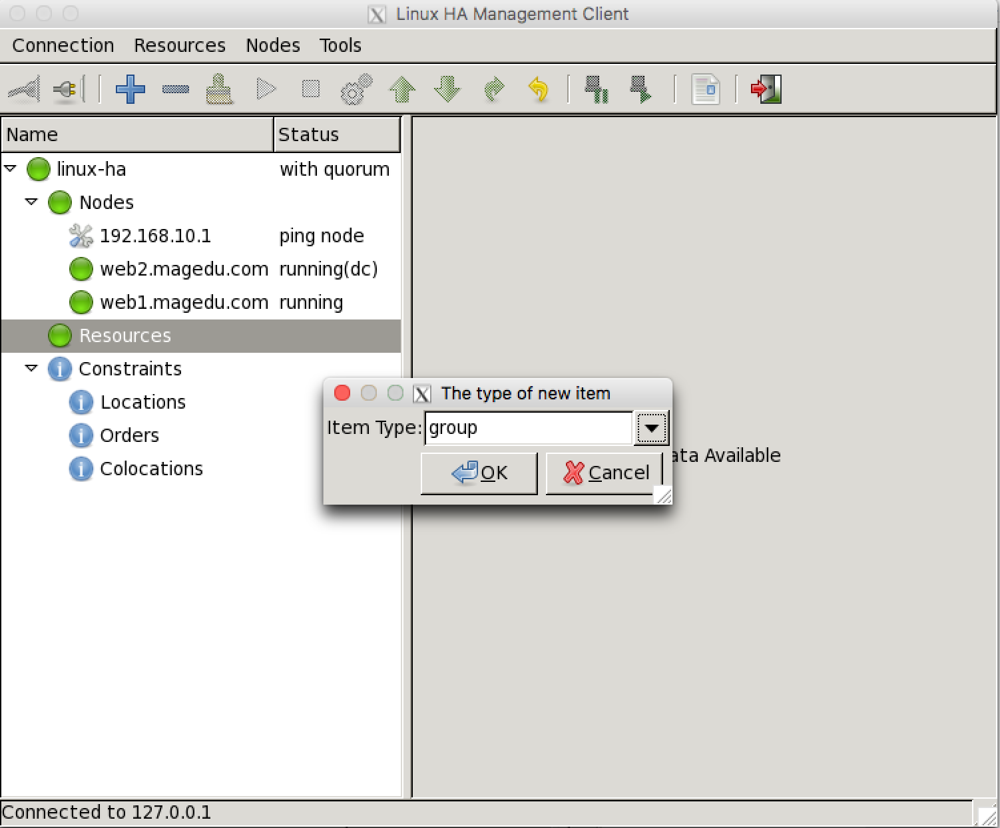 Linux HA Management Client
Connection Resources Nodes Tools
Name Status
linux-ha with quorum
Nodes
192.168.10.1 ping node
web2.magedu.com running(dc)
web1.magedu.com running
Resources
Constraints
Locations
Orders
Colocations
The type of new item
Item Type: group
OK Cancel
Available
Connected to 127.0.0.1